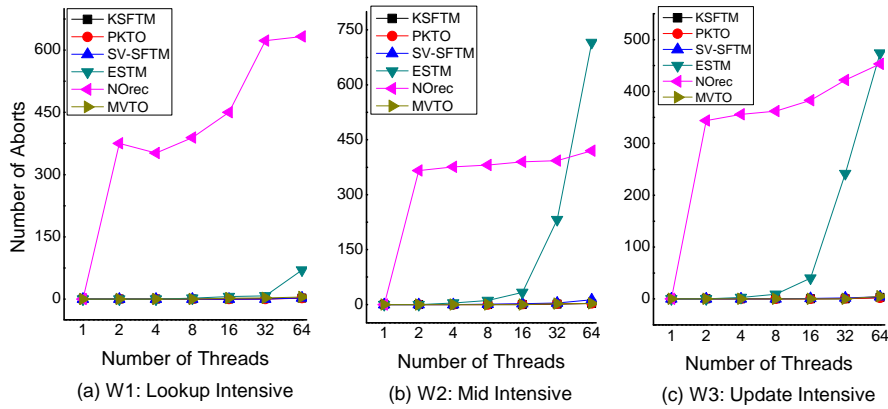 KSFTM
PKTO
SV-SFTM
ESTM
NOrec
MVTO
600
450
300
150
0
Number of Aborts
1 2 4 8 16 32 64
Number of Threads
(a) W1: Lookup Intensive
KSFTM
PKTO
SV-SFTM
ESTM
NOrec
MVTO
750
600
450
300
150
0
1 2 4 8 16 32 64
Number of Threads
(b) W2: Mid Intensive
KSFTM
PKTO
SV-SFTM
ESTM
NOrec
MVTO
500
400
300
200
100
0
1 2 4 8 16 32 64
Number of Threads
(c) W3: Update Intensive